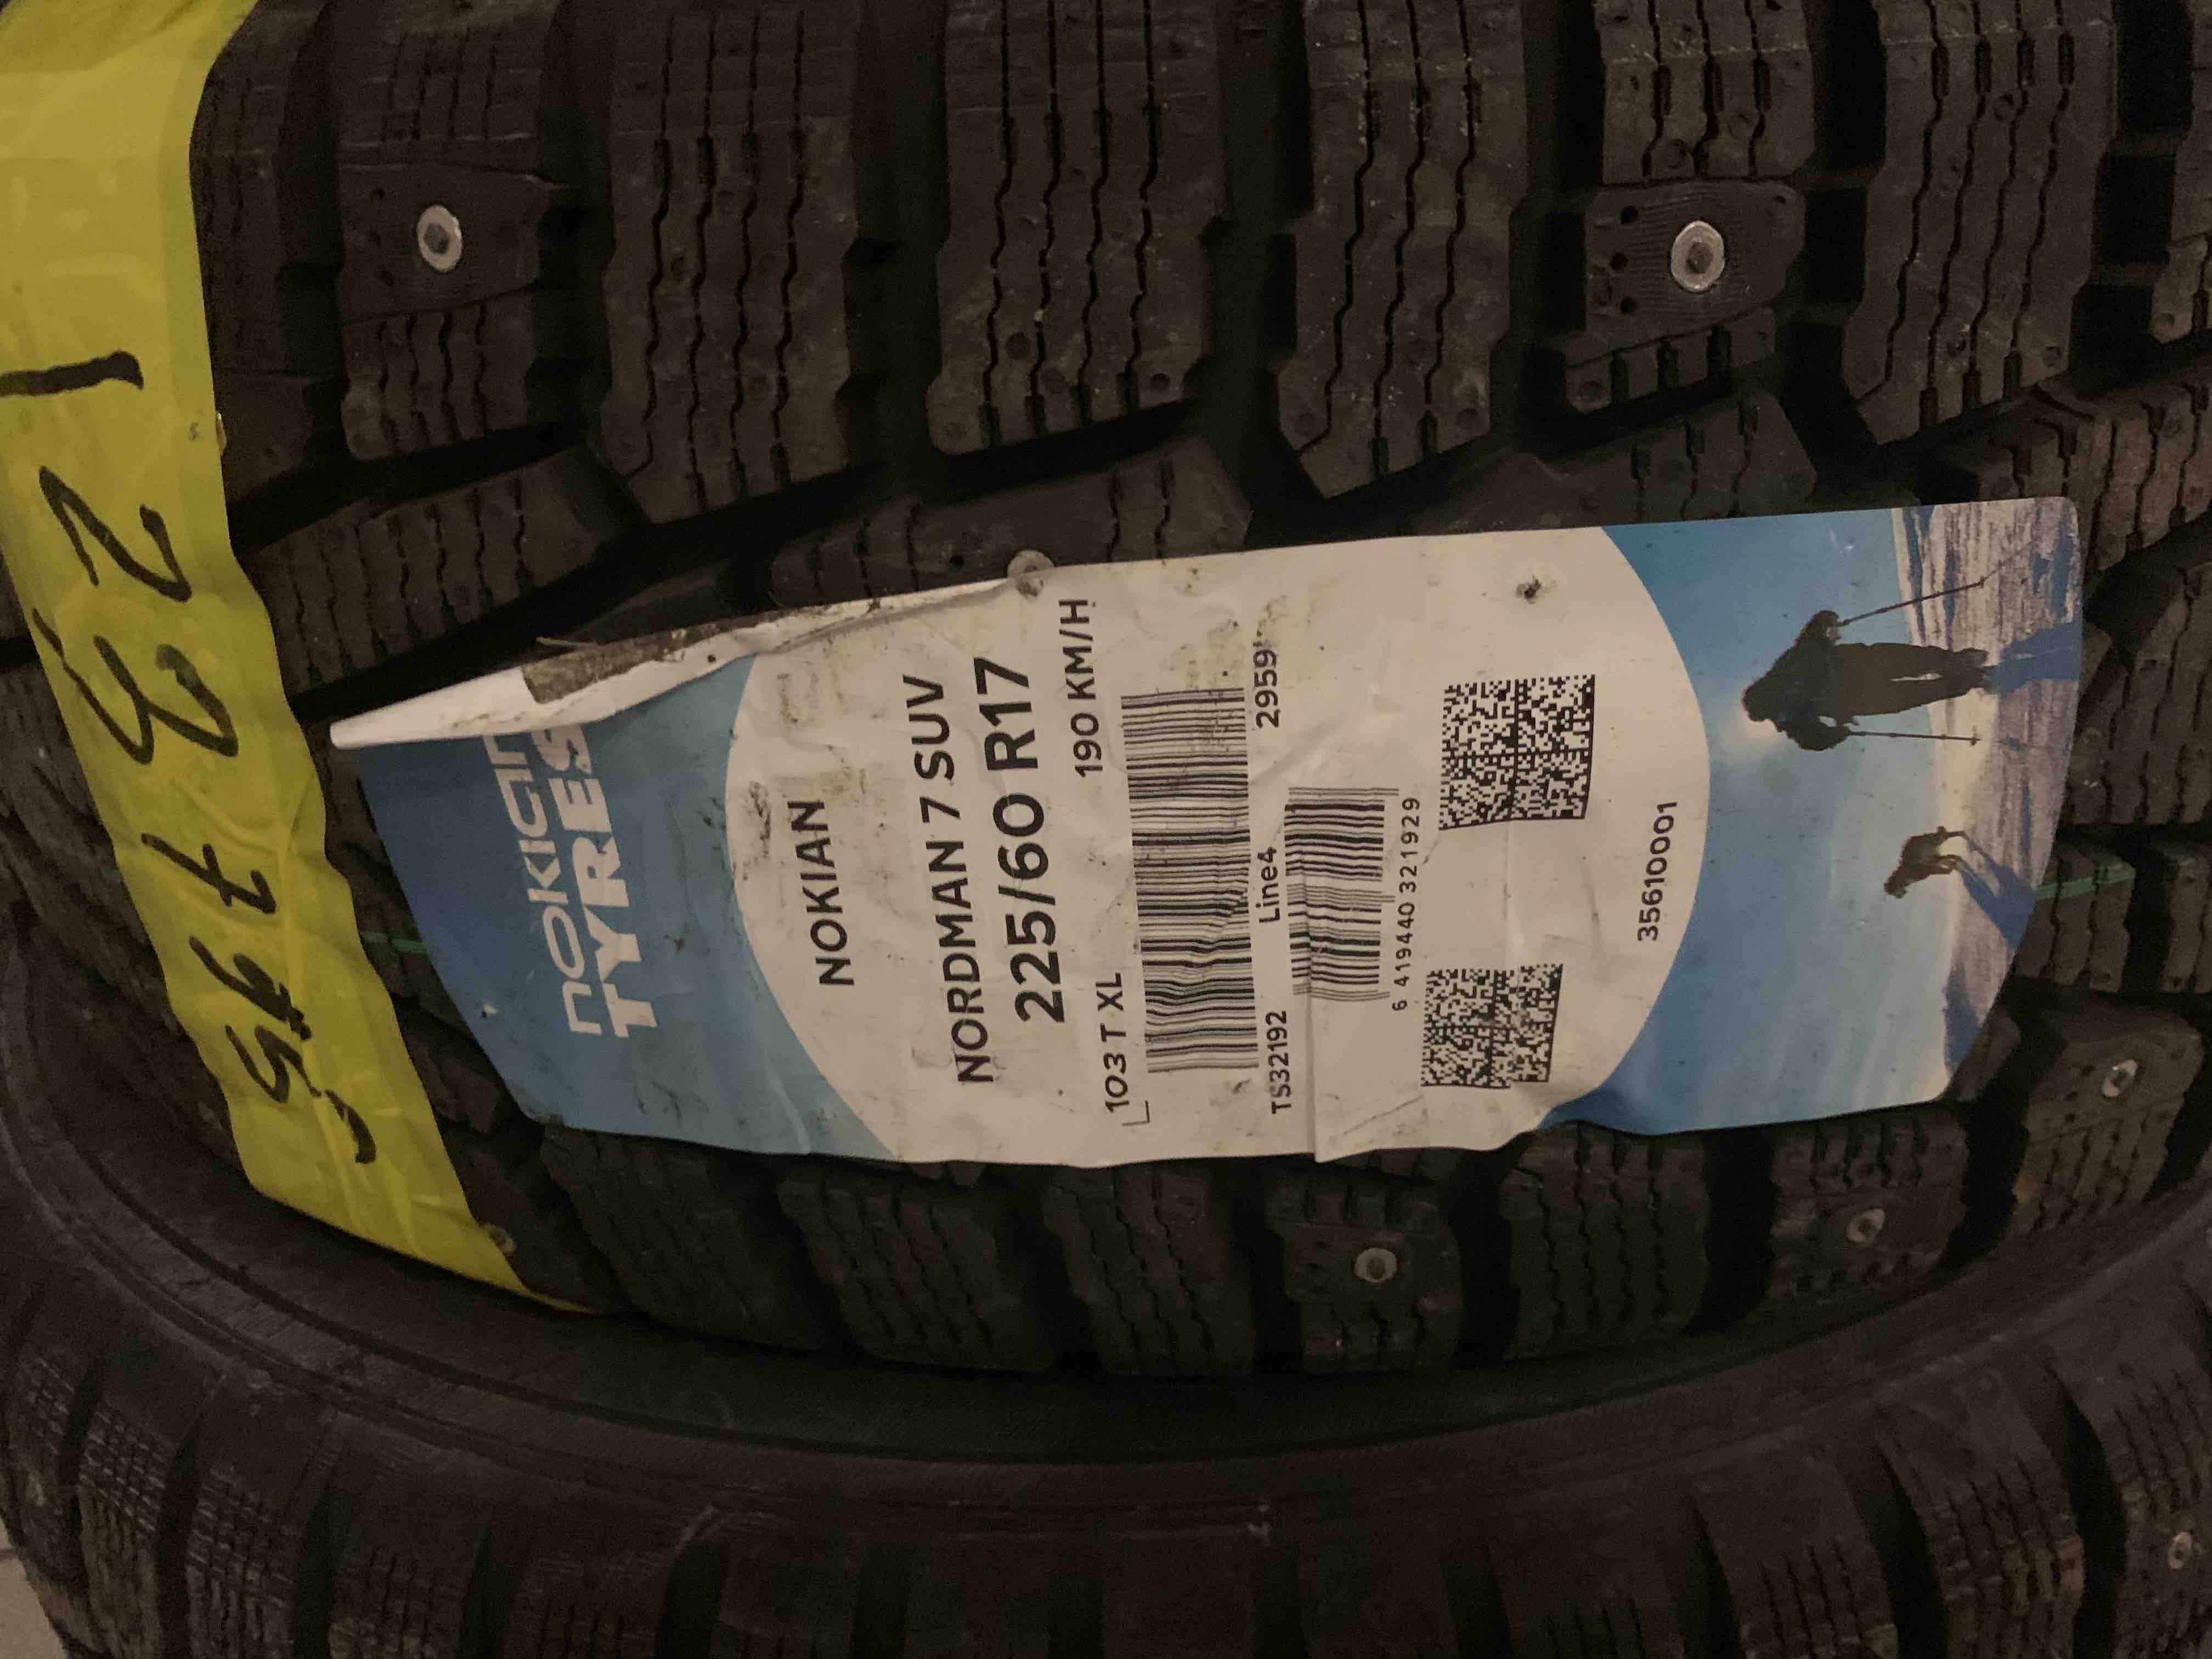 nokian
TYRES
NOKIAN
NORDMAN 7 SUV
225/60 R17
103 T XL 190 KM/H
TS32192 Line4 2959
6 419440 321929
35610001